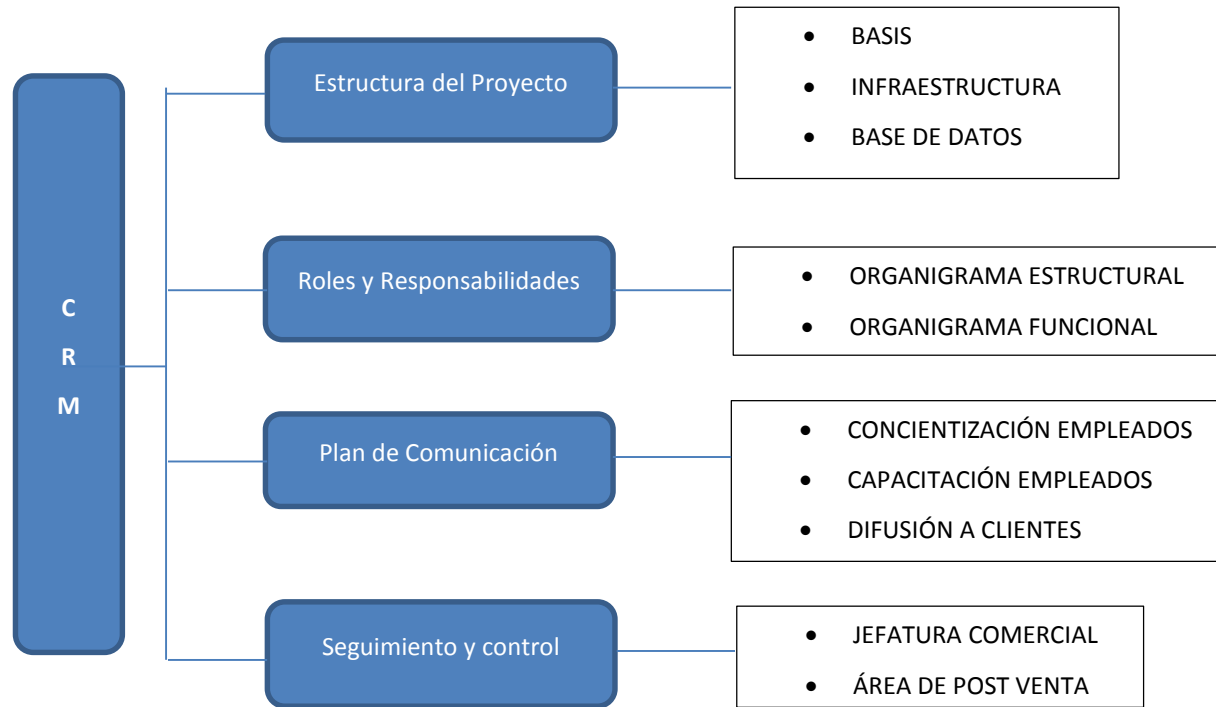 C
R
M
Estructura del Proyecto
• BASIS
• INFRAESTRUCTURA
• BASE DE DATOS
Roles y Responsabilidades
• ORGANIGRAMA ESTRUCTURAL
• ORGANIGRAMA FUNCIONAL
Plan de Comunicación
• CONCIENTIZACIÓN EMPLEADOS
• CAPACITACIÓN EMPLEADOS
• DIFUSIÓN A CLIENTES
Seguimiento y control
• JEFATURA COMERCIAL
• ÁREA DE POST VENTA